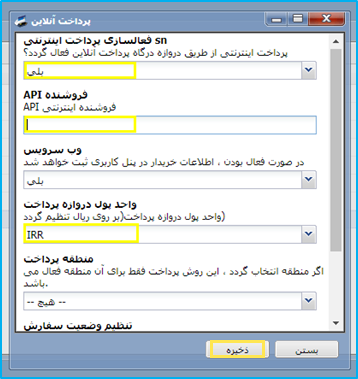 پرداخت آنلاین
فعالسازی پرداخت اینترنتی sn
پرداخت اینترنتی از طریق دروازه درگاه پرداخت آنلاین فعال گردد؟
بلي
فروشنده API
فروشنده اینترنتی API
وب سرویس
در صورت فعال بودن ، اطلاعات خریدار در پنل کاربری ثبت خواهد شد
بلي
واحد پول دروازه پرداخت
واحد پول دروازه پرداخت(بر روی ریال تنظیم گردد)
IRR
منطقه پرداخت
اگر منطقه انتخاب گردد ، این روش پرداخت فقط برای آن منطقه فعال می
باشد.
-- هیچ --
تنظیم وضعیت سفارش
ذخیره
بستن